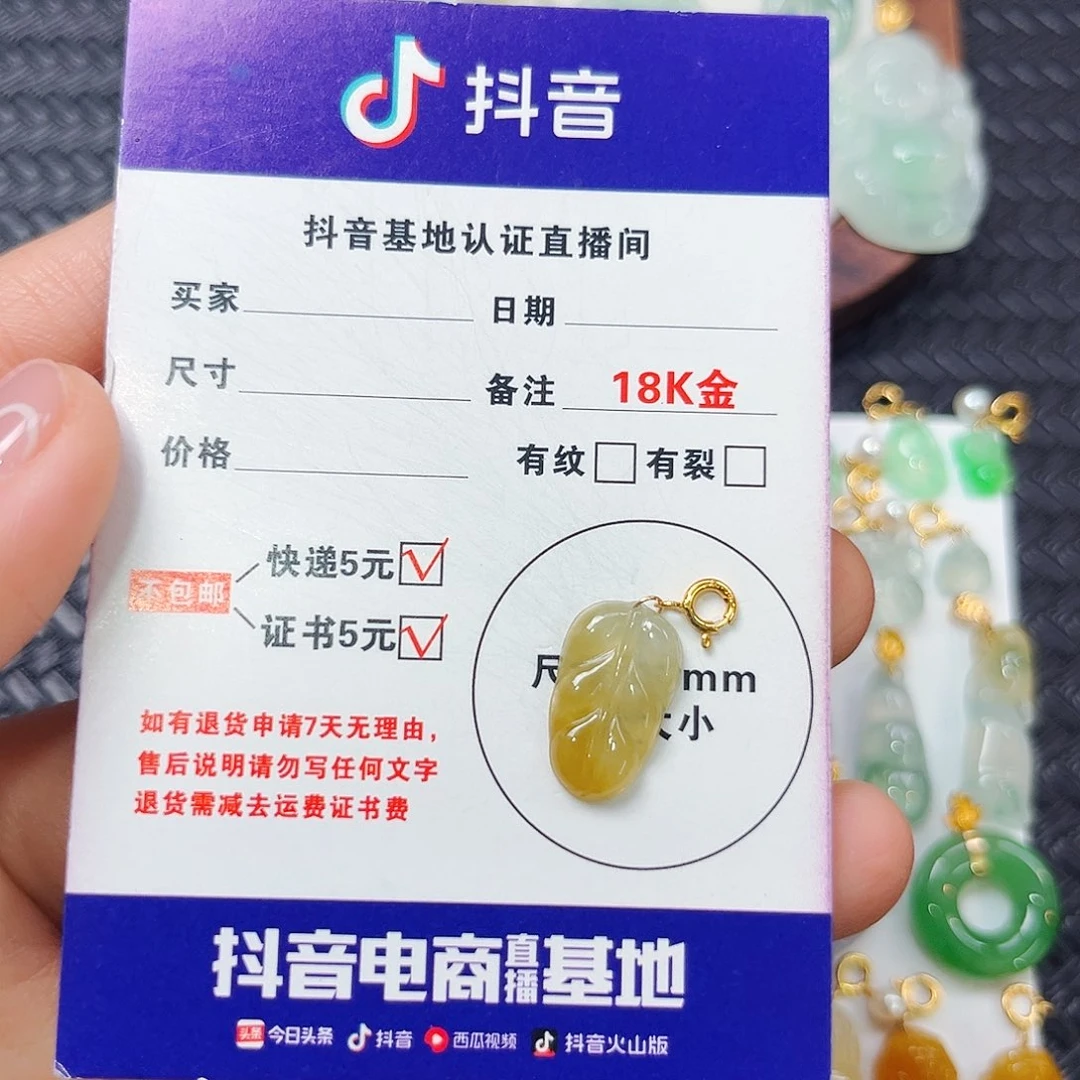 抖音
抖音基地认证直播间
买家 日期
尺寸 备注 18K金
价格 有纹 有裂
快递5元
不包邮
证书5元
尺 mm
大小
如有退货申请7天无理由，
售后说明请勿写任何文字
退货需减去运费证书费
抖音电商直播基地
头条 今日头条 抖音 西瓜视频 抖音火山版